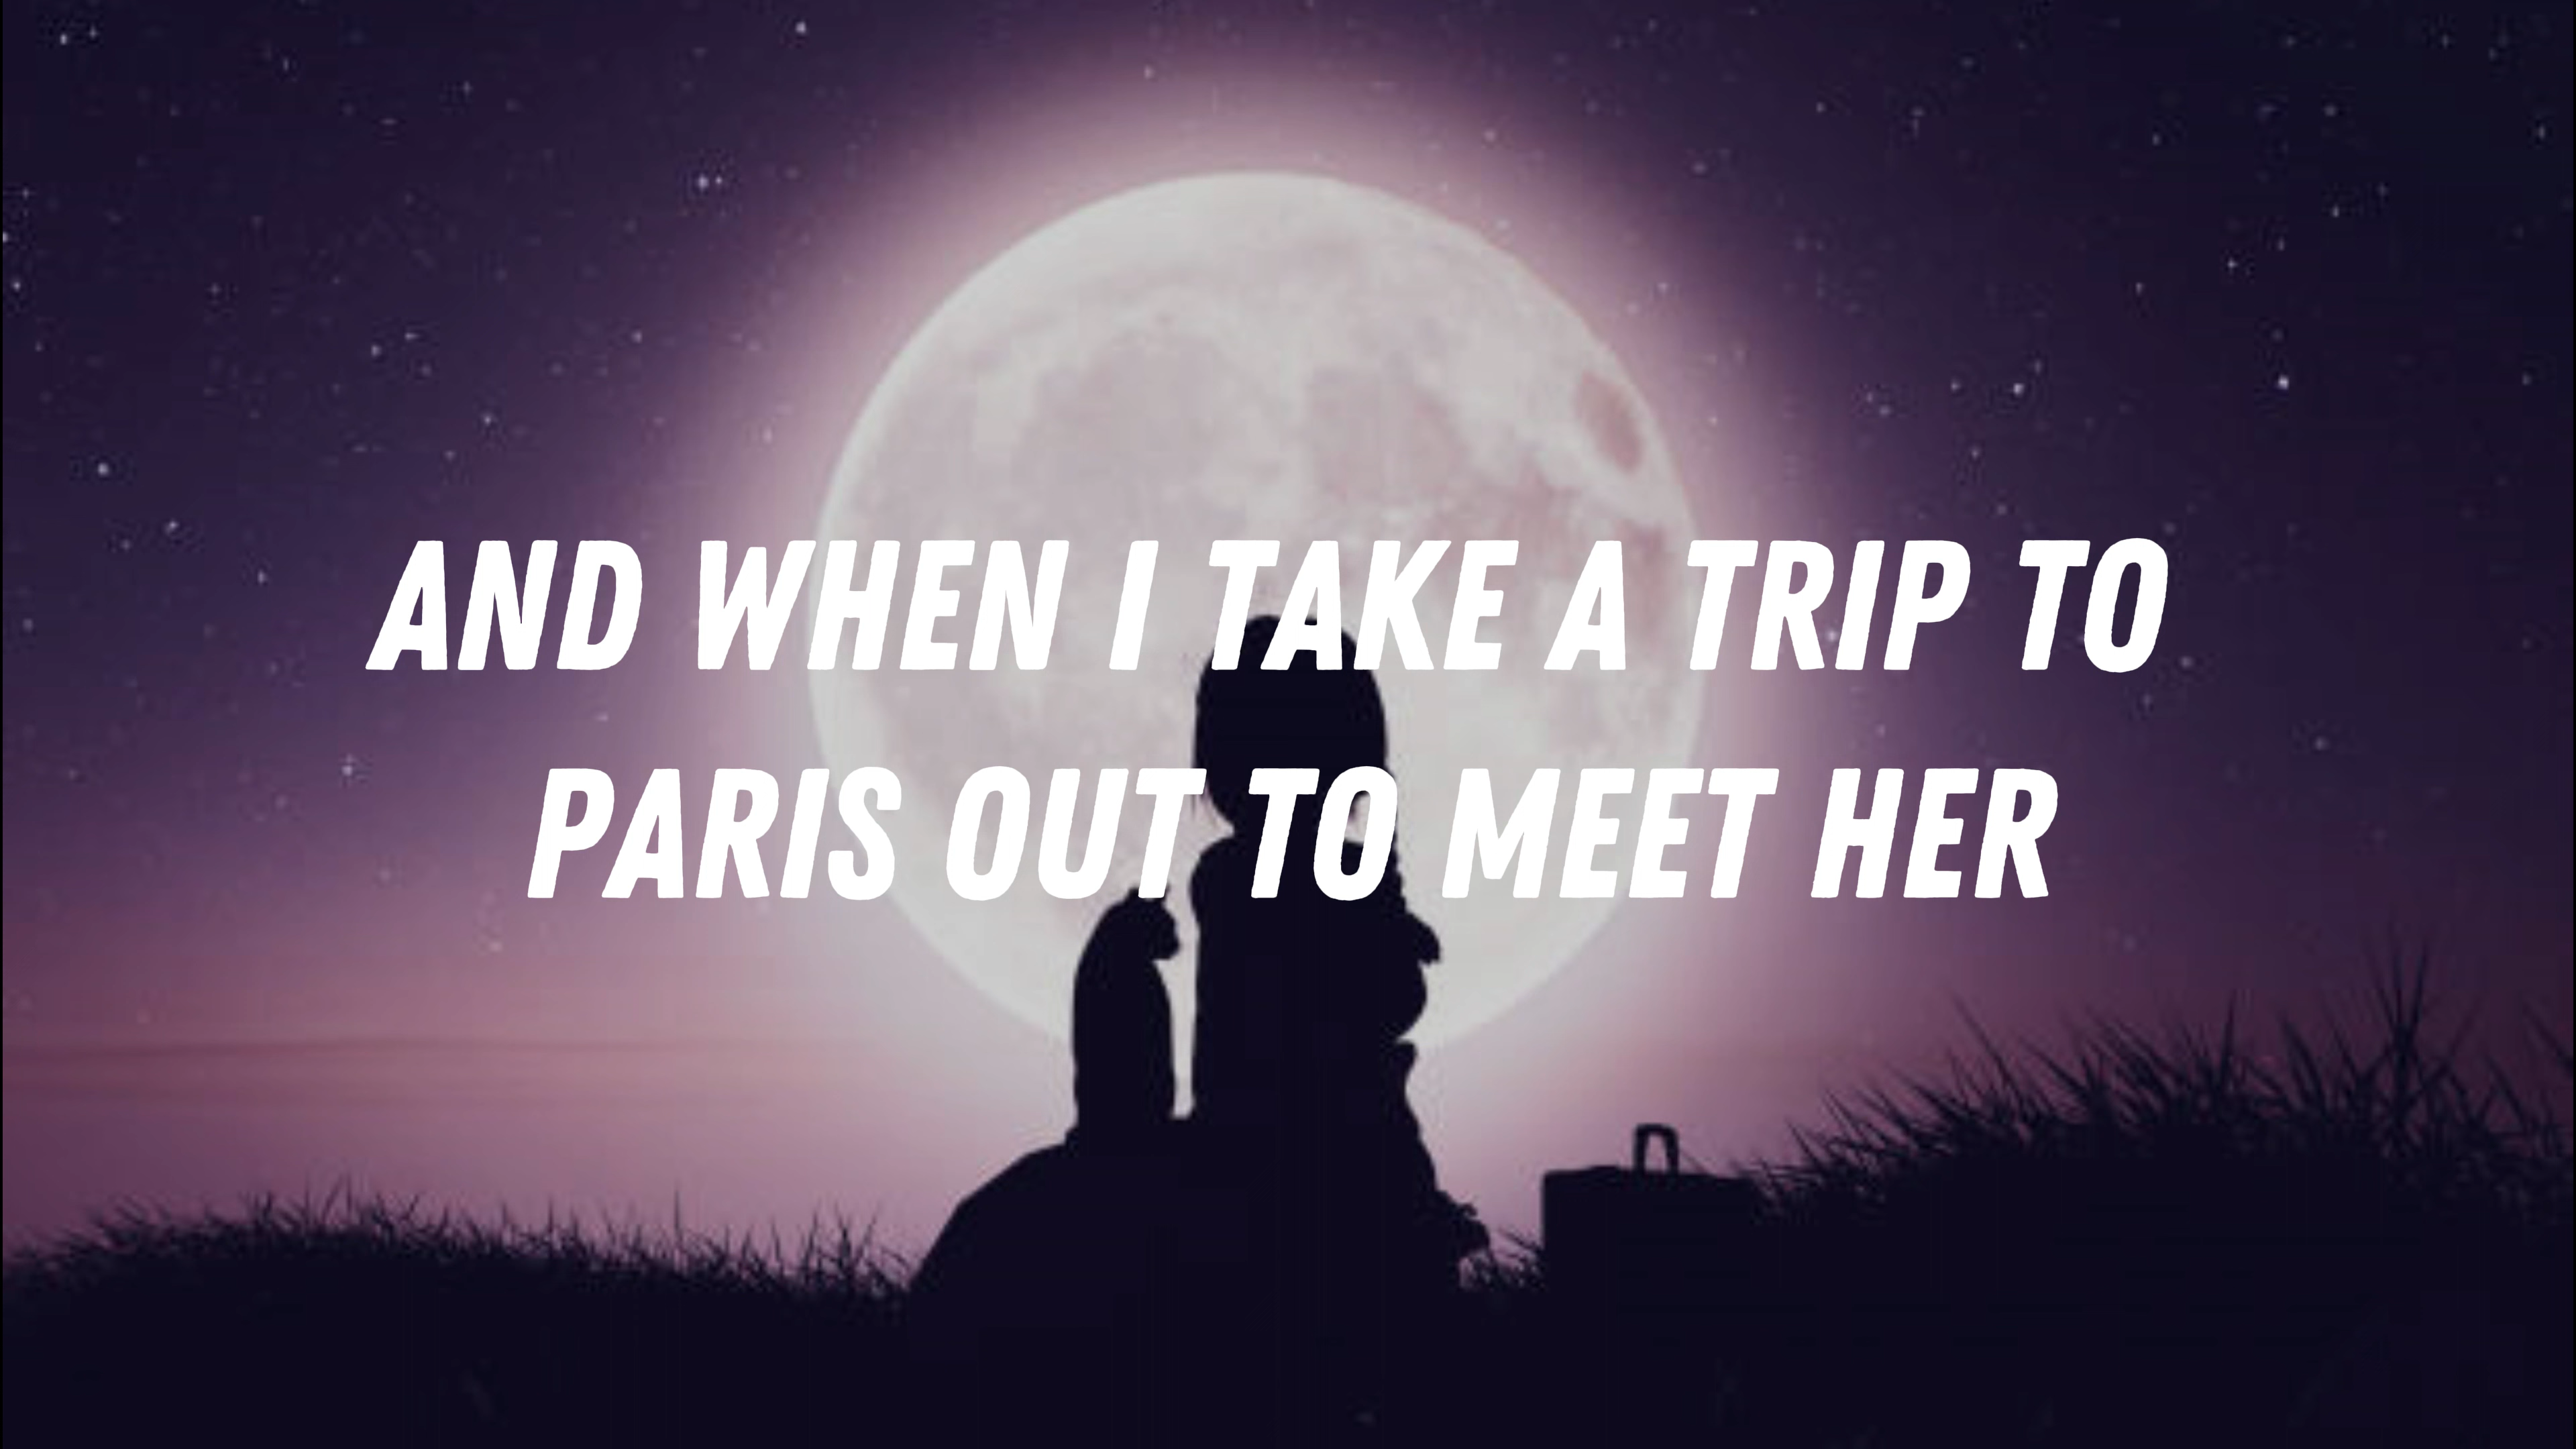 AND WHEN I TAKE A TRIP TO
PARIS OUT TO MEET HER